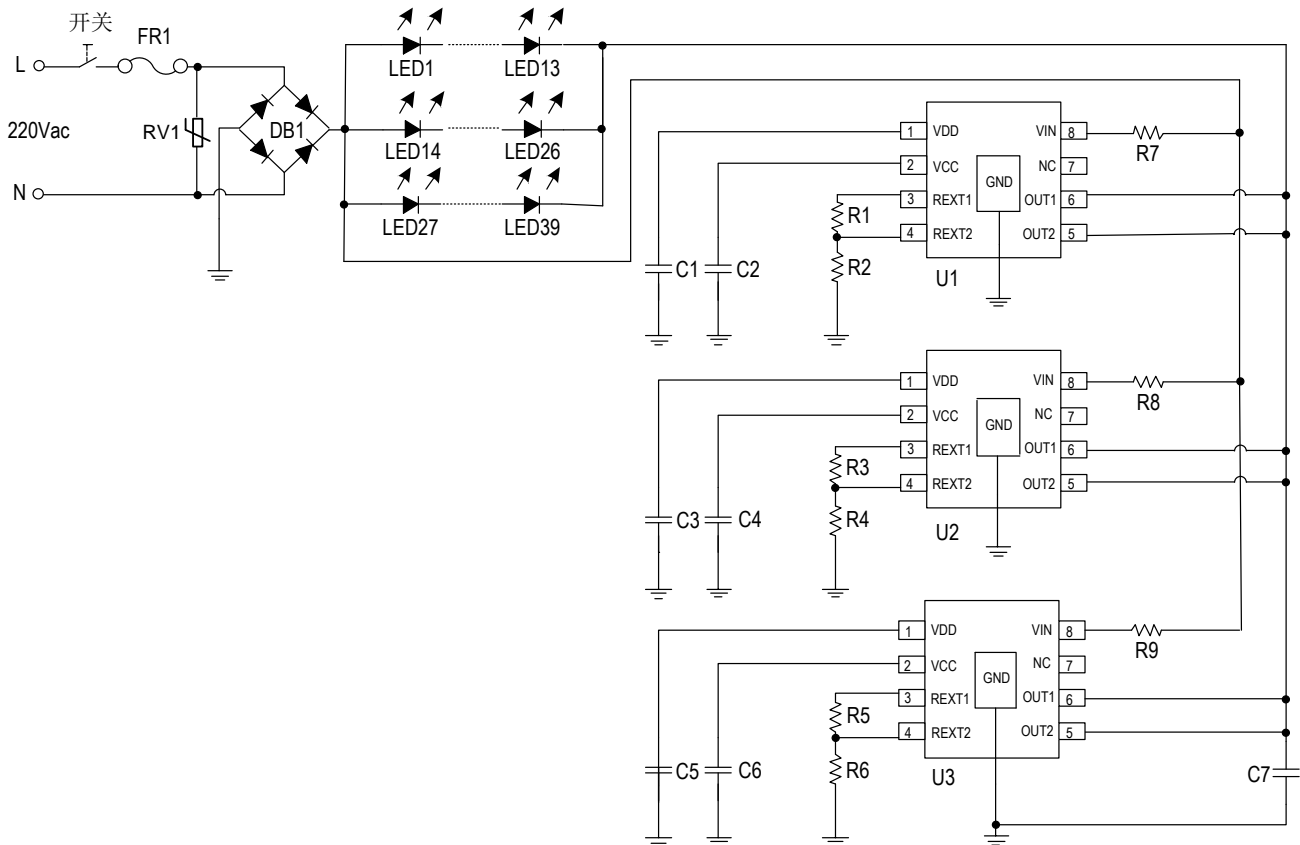 开关
FR1
L
220Vac
RV1
DB1
N
LED1
LED13
LED14
LED26
LED27
LED39
1 VDD
VIN 8
R7
2 VCC
NC 7
GND
3 REXT1
OUT1 6
R1
4 REXT2
OUT2 5
R2
C1
C2
U1
1 VDD
VIN 8
R8
2 VCC
NC 7
GND
3 REXT1
OUT1 6
R3
4 REXT2
OUT2 5
R4
C3
C4
U2
1 VDD
VIN 8
R9
2 VCC
NC 7
GND
3 REXT1
OUT1 6
R5
4 REXT2
OUT2 5
R6
C5
C6
U3
C7